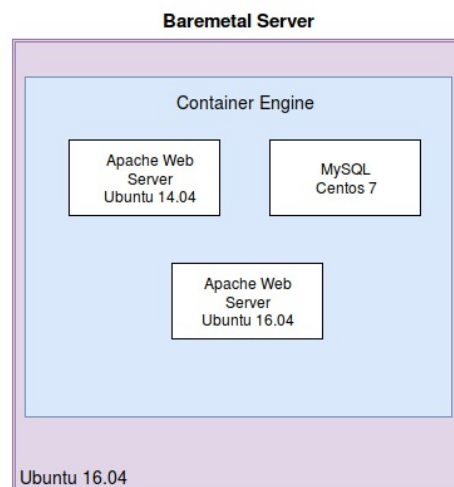 Baremetal Server
Container Engine
Apache Web
Server
Ubuntu 14.04
MySQL
Centos 7
Apache Web
Server
Ubuntu 16.04
Ubuntu 16.04